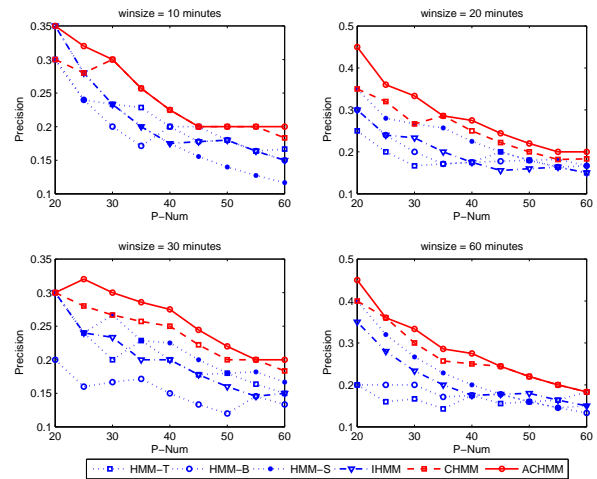 winsize = 10 minutes
0.35
0.3
0.25
0.2
0.15
0.1
Precision
20 30 40 50 60
P-Num
winsize = 20 minutes
0.5
0.4
0.3
0.2
0.1
Precision
20 30 40 50 60
P-Num
winsize = 30 minutes
0.35
0.3
0.25
0.2
0.15
0.1
Precision
20 30 40 50 60
P-Num
winsize = 60 minutes
0.5
0.4
0.3
0.2
0.1
Precision
20 30 40 50 60
P-Num
HMM-T HMM-B HMM-S IHMM CHMM ACHMM